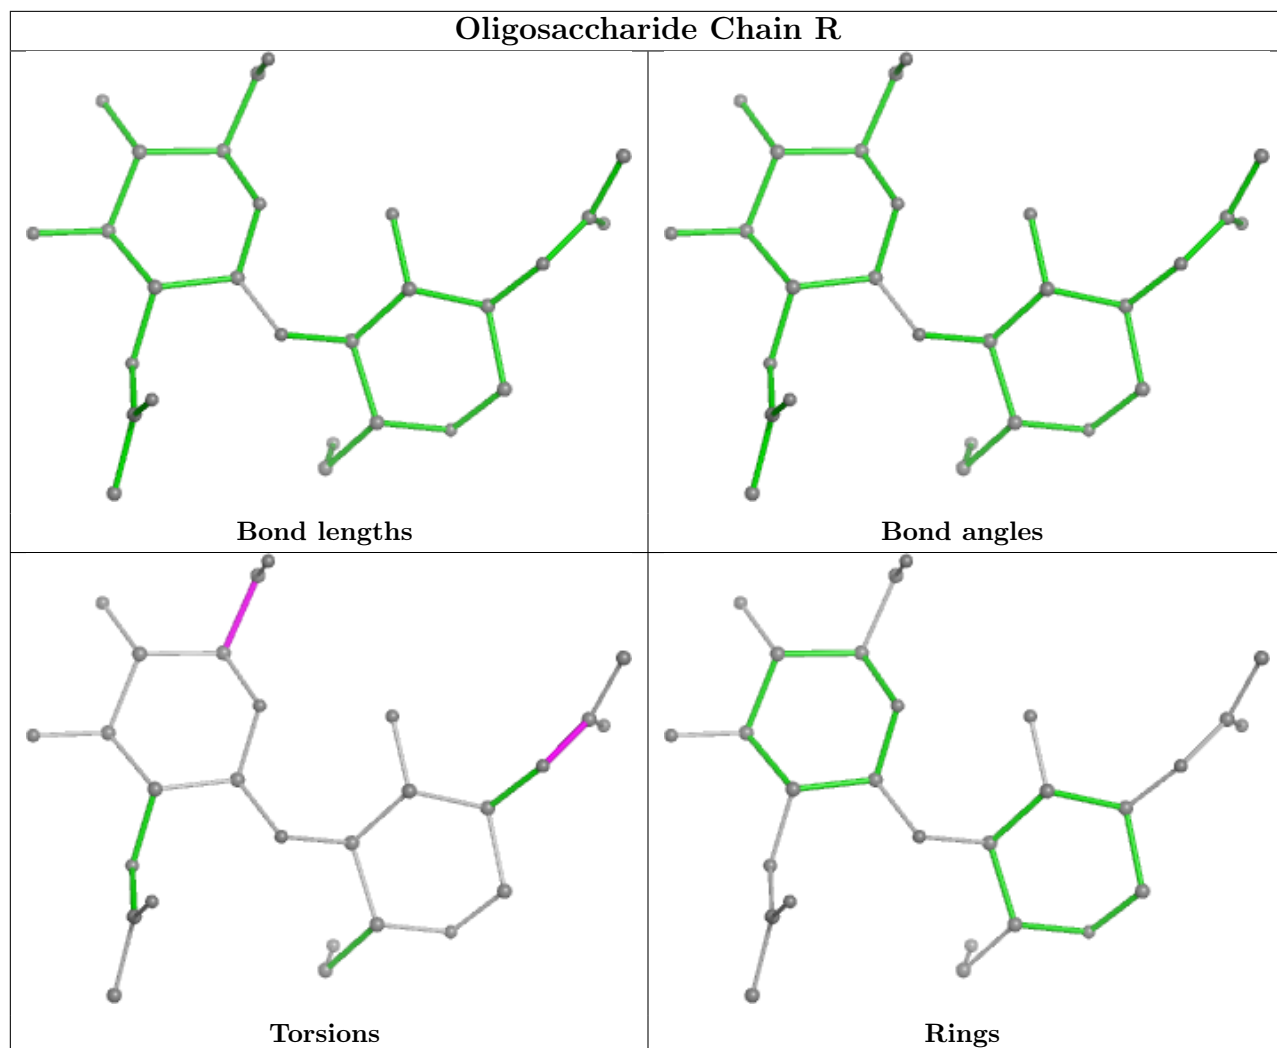 Oligosaccharide Chain R
Bond lengths
Bond angles
Torsions
Rings